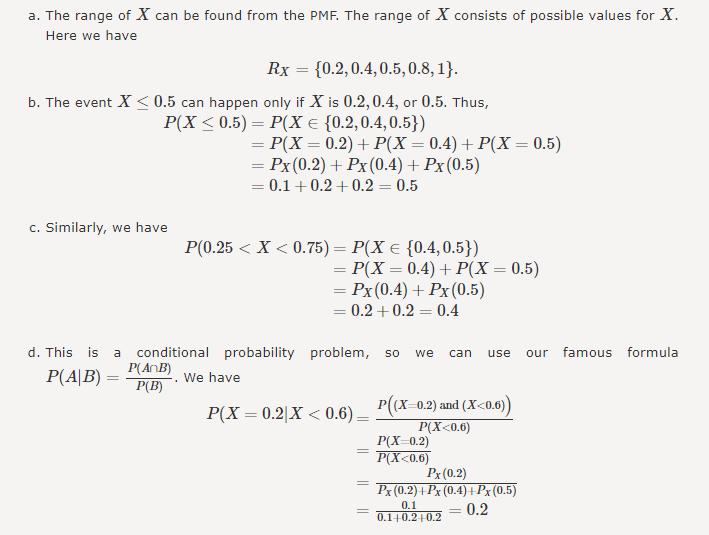 a. The range of X can be found from the PMF. The range of X consists of possible values for X.
Here we have
R_X = {0.2, 0.4, 0.5, 0.8, 1}.
b. The event X ≤ 0.5 can happen only if X is 0.2, 0.4, or 0.5. Thus,
P(X ≤ 0.5) = P(X ∈ {0.2, 0.4, 0.5})
= P(X = 0.2) + P(X = 0.4) + P(X = 0.5)
= P_X(0.2) + P_X(0.4) + P_X(0.5)
= 0.1 + 0.2 + 0.2 = 0.5
c. Similarly, we have
P(0.25 < X < 0.75) = P(X ∈ {0.4, 0.5})
= P(X = 0.4) + P(X = 0.5)
= P_X(0.4) + P_X(0.5)
= 0.2 + 0.2 = 0.4
d. This is a conditional probability problem, so we can use our famous formula
P(A|B) = P(A∩B)/P(B). We have
P(X = 0.2|X < 0.6) = P((X=0.2) and (X<0.6))/P(X<0.6)
= P(X=0.2)/P(X<0.6)
= P_X(0.2)/(P_X(0.2)+P_X(0.4)+P_X(0.5))
= 0.1/(0.1+0.2+0.2) = 0.2